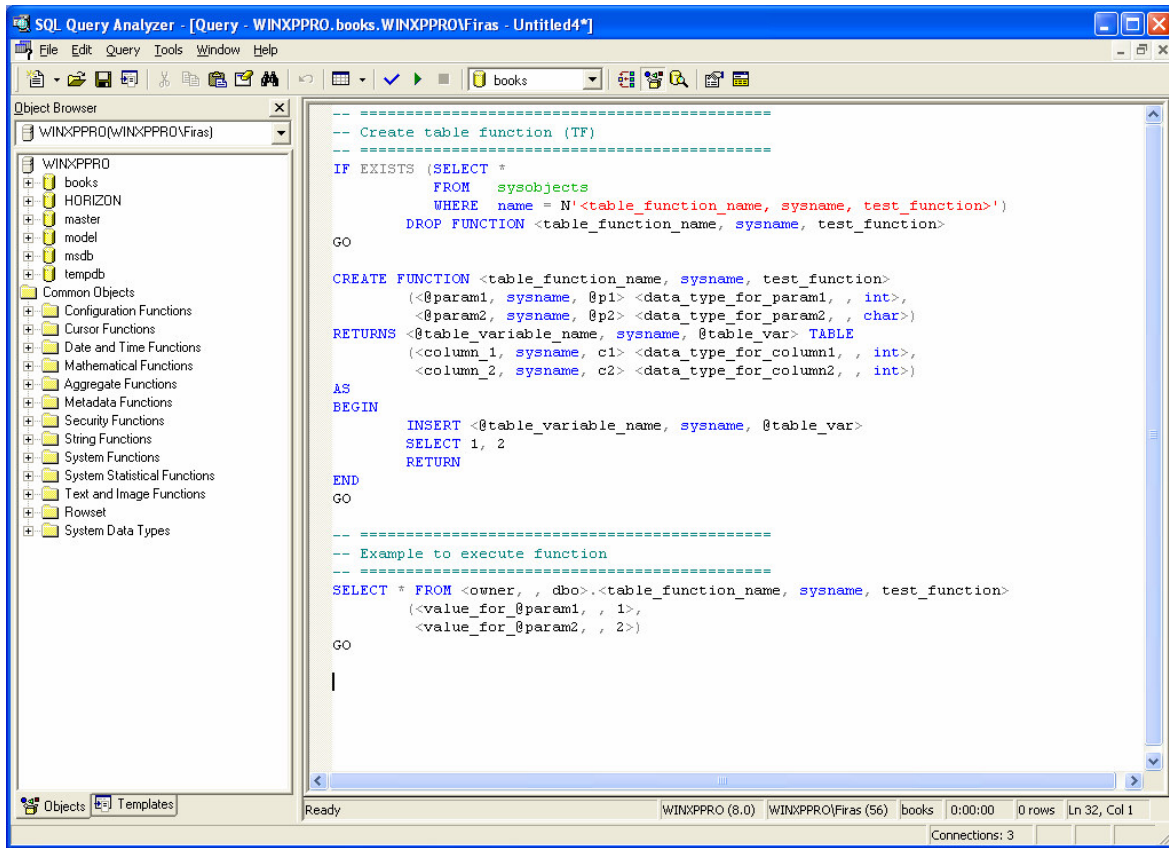 SQL Query Analyzer - [Query - WINXPPRO.books.WINXPPRO\Firas - Untitled4*]
File Edit Query Tools Window Help
books
Object Browser
WINXPPRO(WINXPPRO\Firas)
WINXPPRO
books
HORIZON
master
model
msdb
tempdb
Common Objects
Configuration Functions
Cursor Functions
Date and Time Functions
Mathematical Functions
Aggregate Functions
Metadata Functions
Security Functions
String Functions
System Functions
System Statistical Functions
Text and Image Functions
Rowset
System Data Types
Objects Templates
-- =============================================
-- Create table function (TF)
-- =============================================
IF EXISTS (SELECT *
FROM sysobjects
WHERE name = N'<table_function_name, sysname, test_function>')
DROP FUNCTION <table_function_name, sysname, test_function>
GO
CREATE FUNCTION <table_function_name, sysname, test_function>
(<@param1, sysname, @p1> <data_type_for_param1, , int>,
<@param2, sysname, @p2> <data_type_for_param2, , char>)
RETURNS <@table_variable_name, sysname, @table_var> TABLE
(<column_1, sysname, c1> <data_type_for_column1, , int>,
<column_2, sysname, c2> <data_type_for_column2, , int>)
AS
BEGIN
INSERT <@table_variable_name, sysname, @table_var>
SELECT 1, 2
RETURN
END
GO
-- =============================================
-- Example to execute function
-- =============================================
SELECT * FROM <owner, , dbo>.<table_function_name, sysname, test_function>
(<value_for_@param1, , 1>,
<value_for_@param2, , 2>)
GO
Ready WINXPPRO (8.0) WINXPPRO\Firas (56) books 0:00:00 0 rows Ln 32, Col 1
Connections: 3